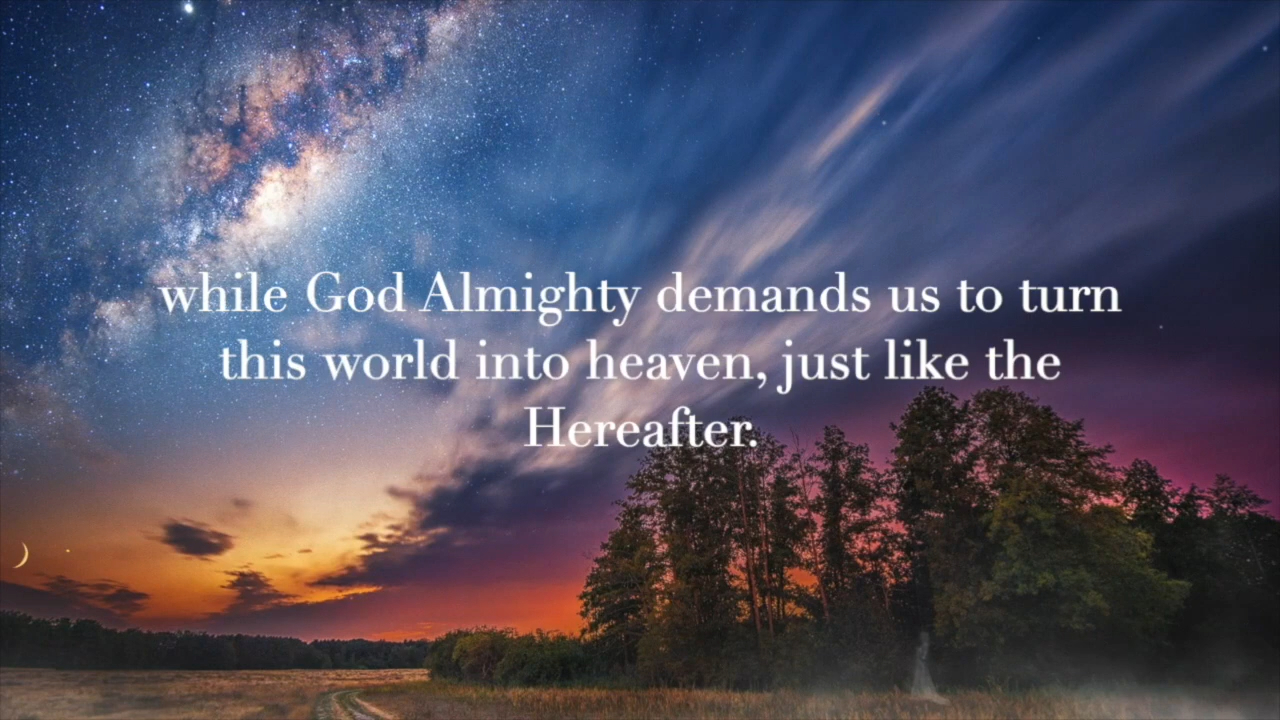 while God Almighty demands us to turn
this world into heaven, just like the
Hereafter.